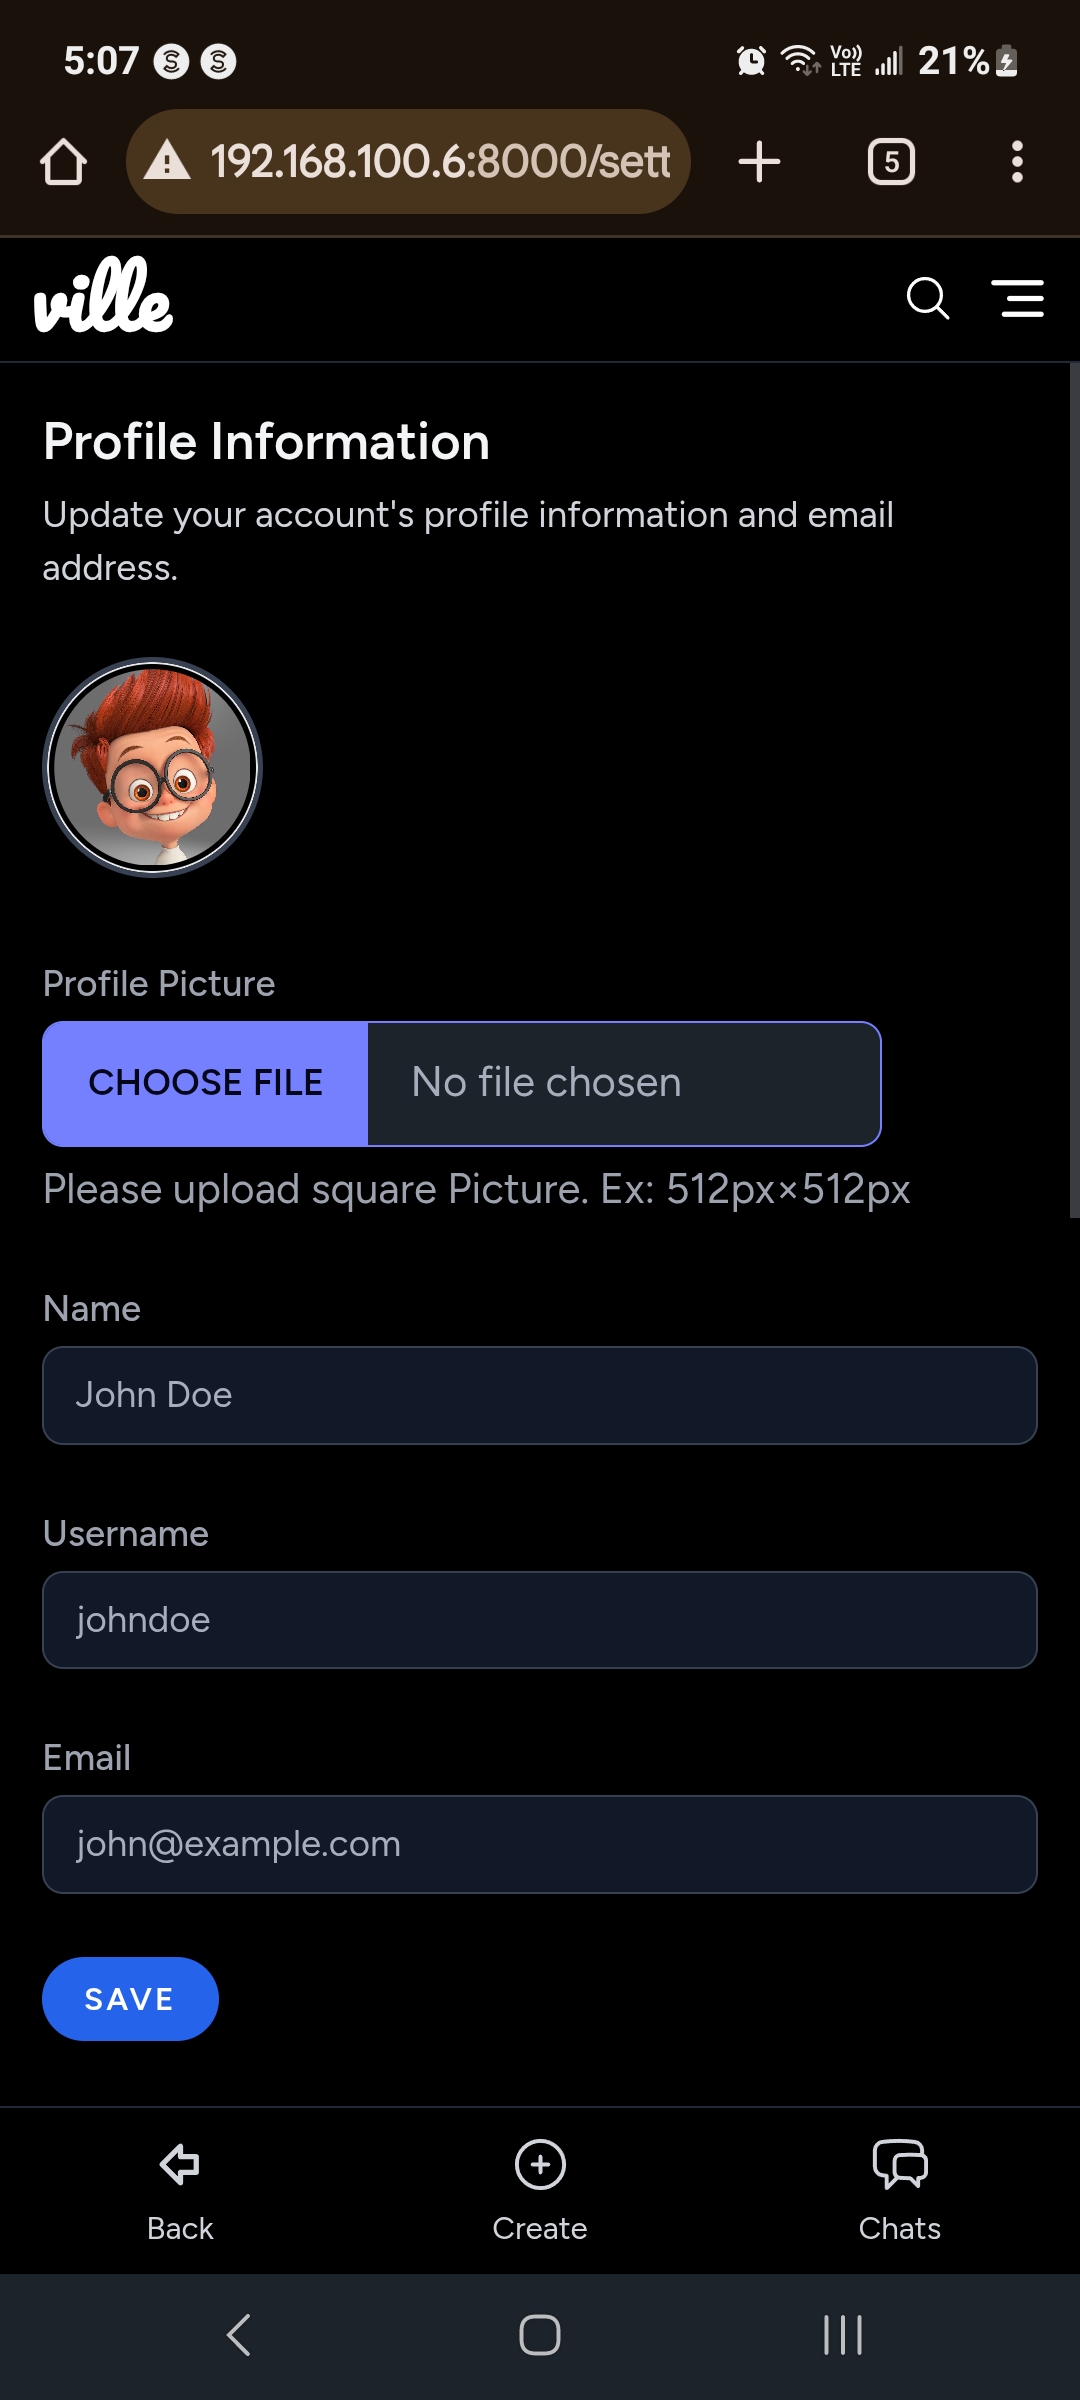 5:07
Vo)) LTE
21%
192.168.100.6:8000/sett
5
ville
Profile Information
Update your account's profile information and email
address.
Profile Picture
CHOOSE FILE
No file chosen
Please upload square Picture. Ex: 512px×512px
Name
John Doe
Username
johndoe
Email
john@example.com
SAVE
Back
Create
Chats